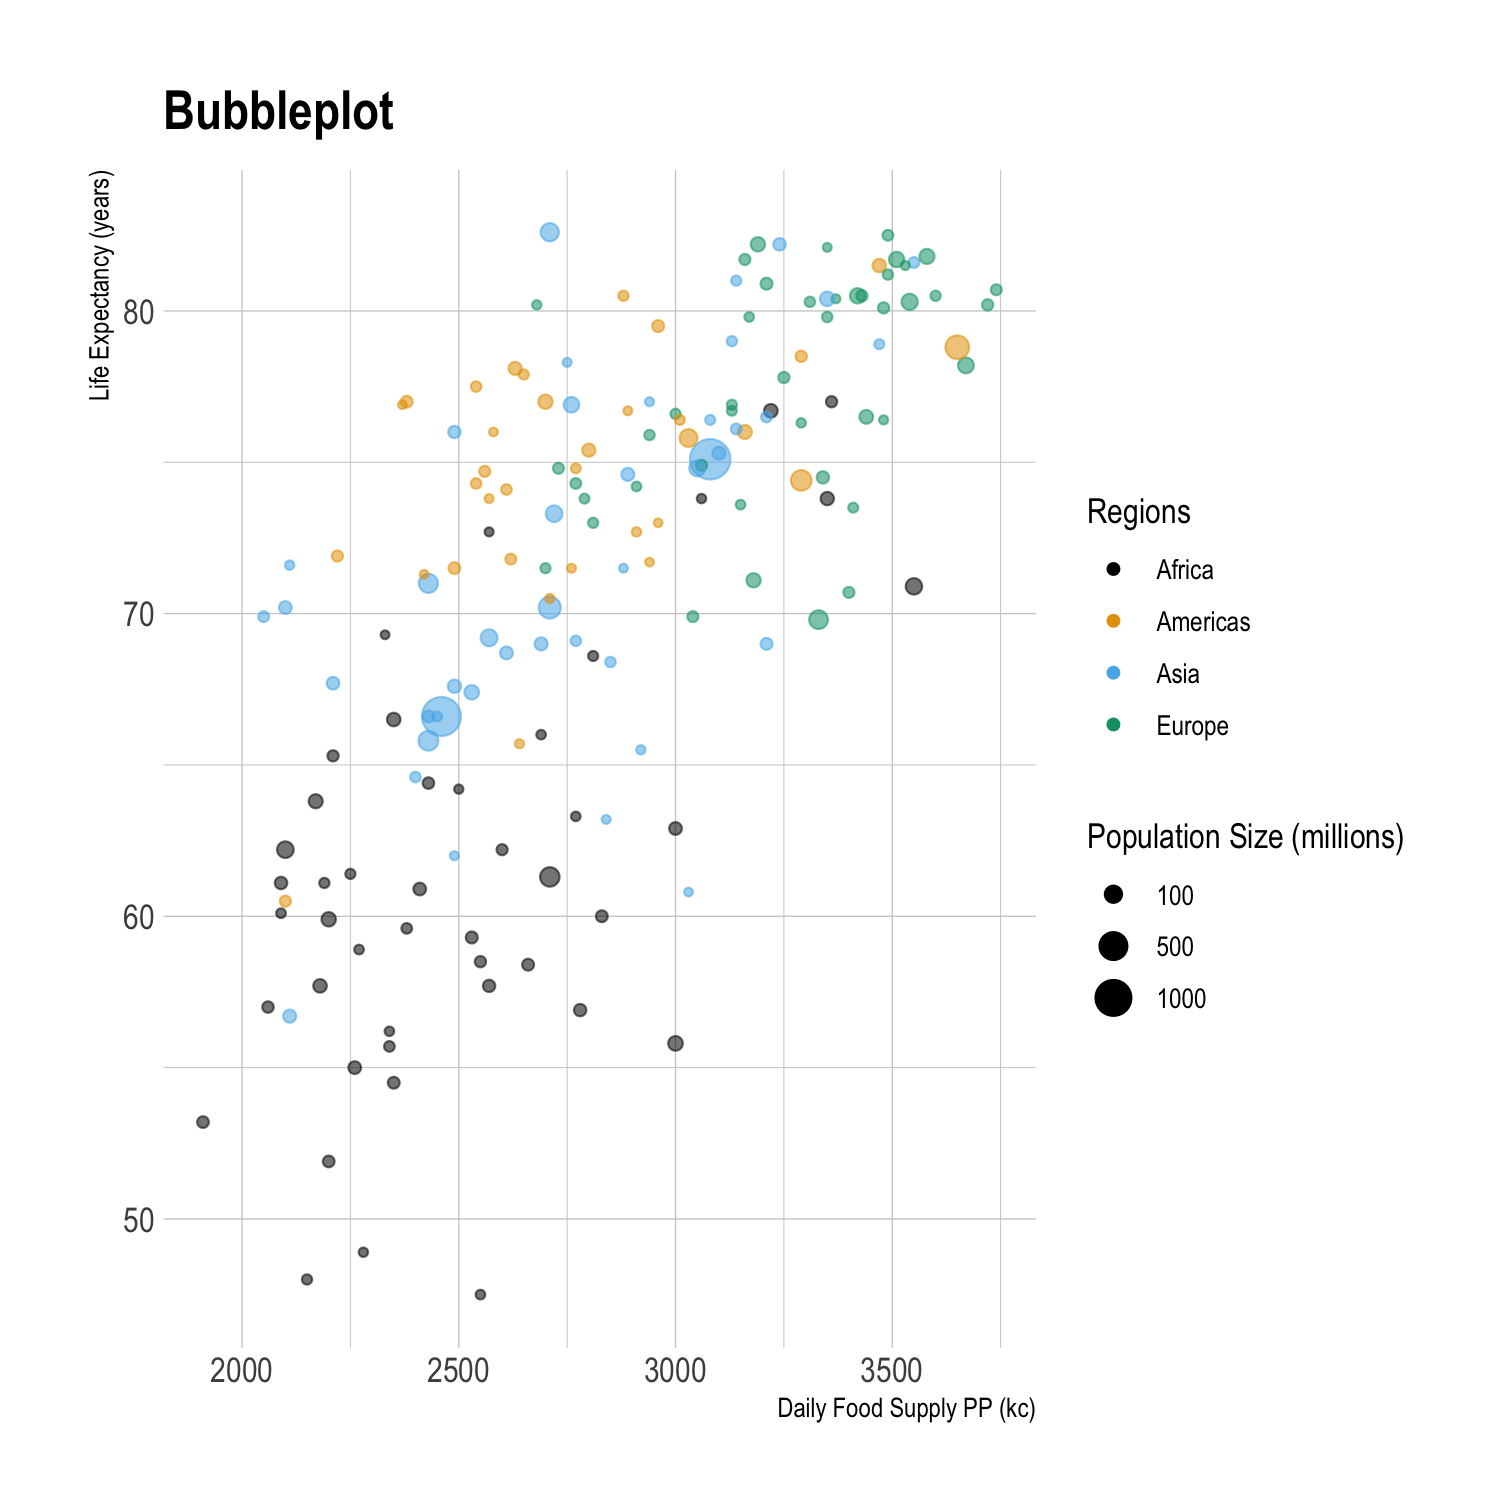 Bubbleplot
Life Expectancy (years)
80
70
60
50
2000 2500 3000 3500
Daily Food Supply PP (kc)
Regions
Africa
Americas
Asia
Europe
Population Size (millions)
100
500
1000